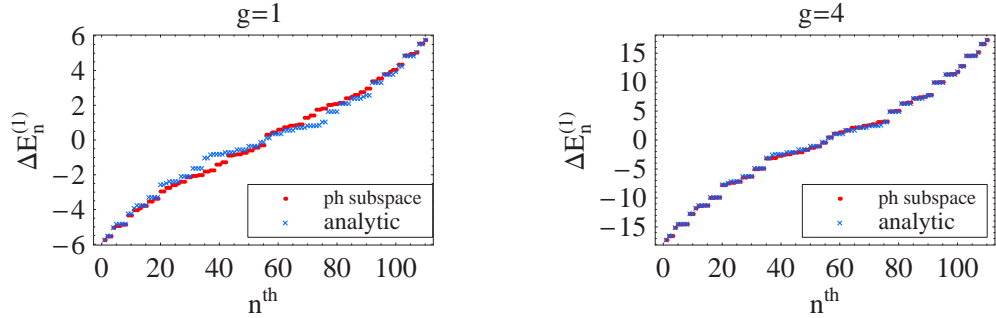 g=1
6
4
2
0
−2
−4
−6
ΔE_n^(1)
ph subspace
analytic
0 20 40 60 80 100
n^th
g=4
15
10
5
0
−5
−10
−15
ΔE_n^(1)
ph subspace
analytic
0 20 40 60 80 100
n^th